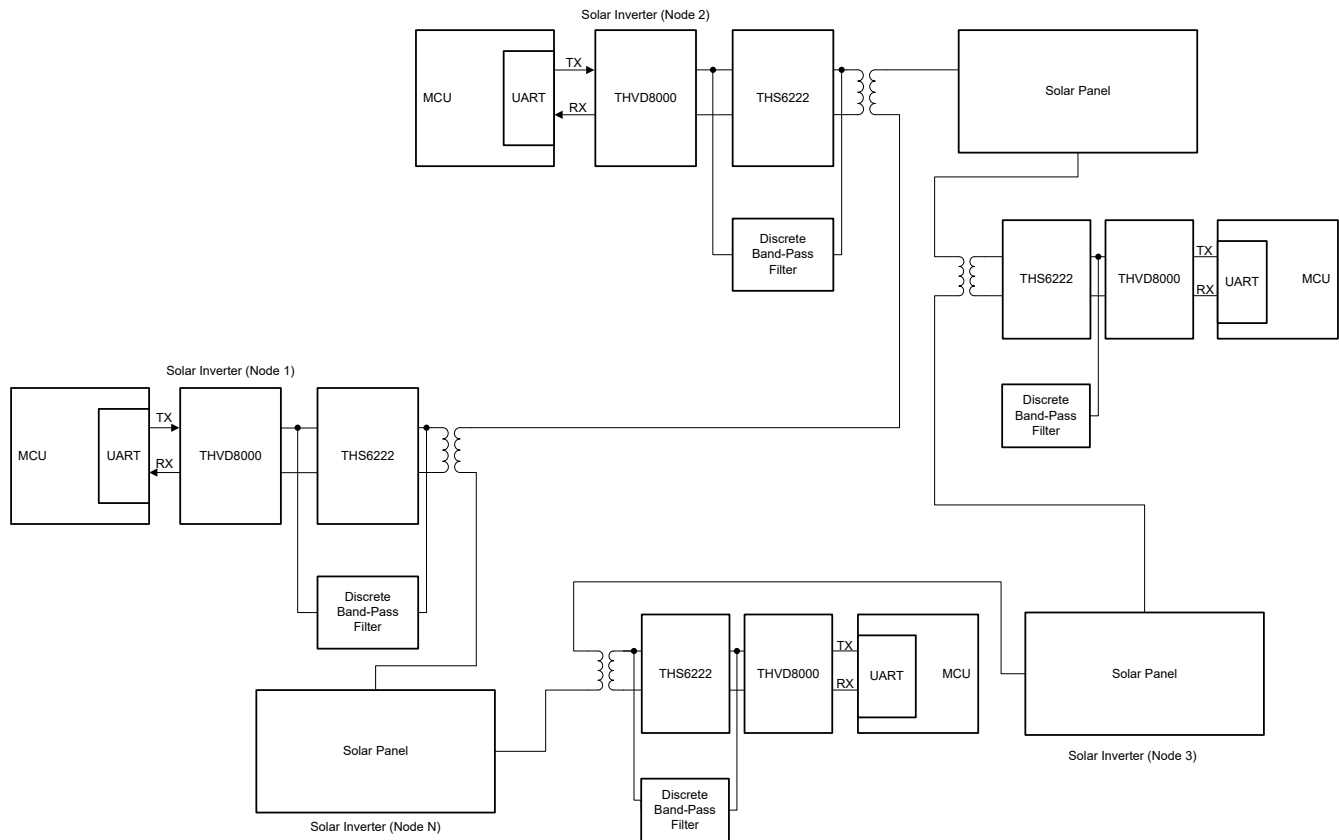 Solar Inverter (Node 2)
MCU
UART
TX
RX
THVD8000
THS6222
Solar Panel
Discrete
Band-Pass
Filter
THS6222
THVD8000
TX
RX
UART
MCU
Discrete
Band-Pass
Filter
Solar Inverter (Node 1)
MCU
UART
TX
RX
THVD8000
THS6222
Discrete
Band-Pass
Filter
THS6222
THVD8000
TX
RX
UART
MCU
Solar Panel
Solar Inverter (Node 3)
Solar Panel
Solar Inverter (Node N)
Discrete
Band-Pass
Filter